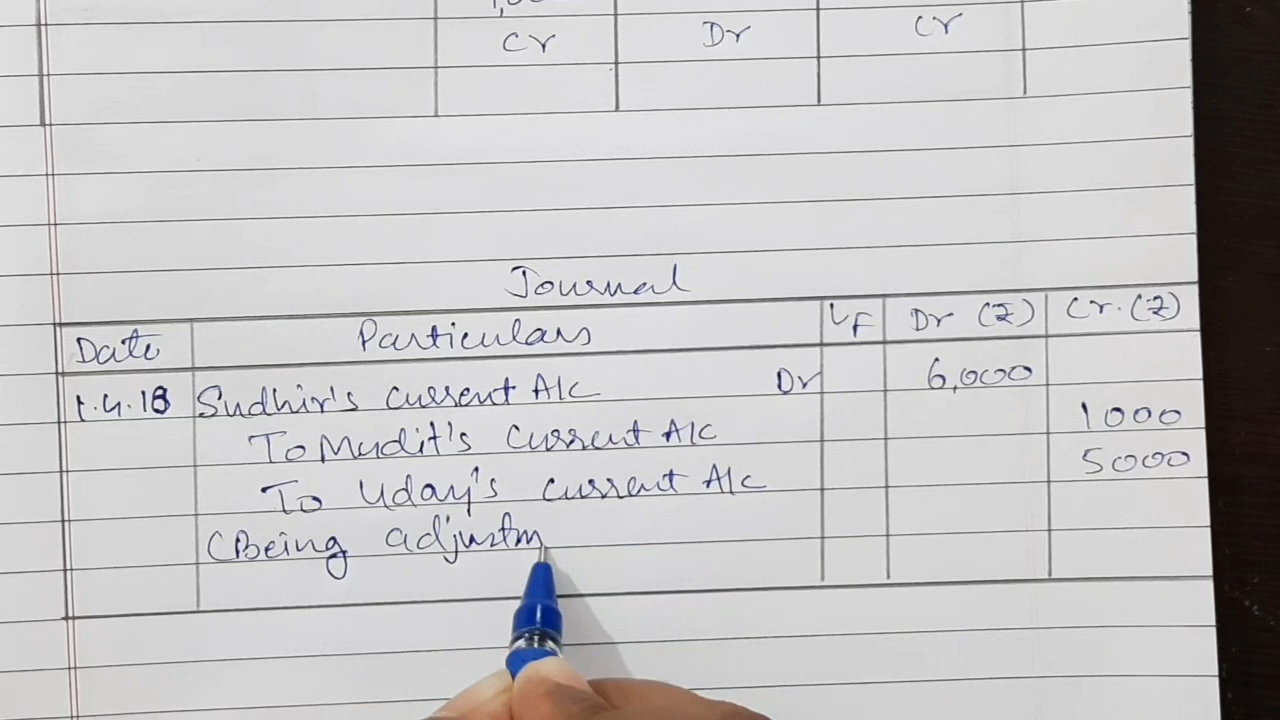 Cr Dr Cr
Journal
Date Particulars LF Dr (₹) Cr. (₹)
1.4.18 Sudhir's Current A/c Dr 6,000
To Mudit's Current A/c 1000
To Uday's Current A/c 5000
(Being adjustm